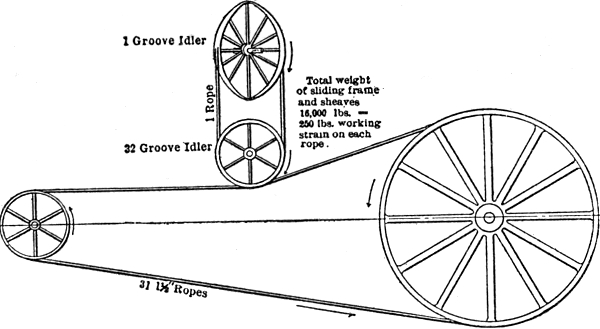 1 Groove Idler
Total weight
of sliding frame
and sheaves
16,000 lbs. =
250 lbs. working
strain on each
rope.
1 Rope
32 Groove Idler
31 1½" Ropes